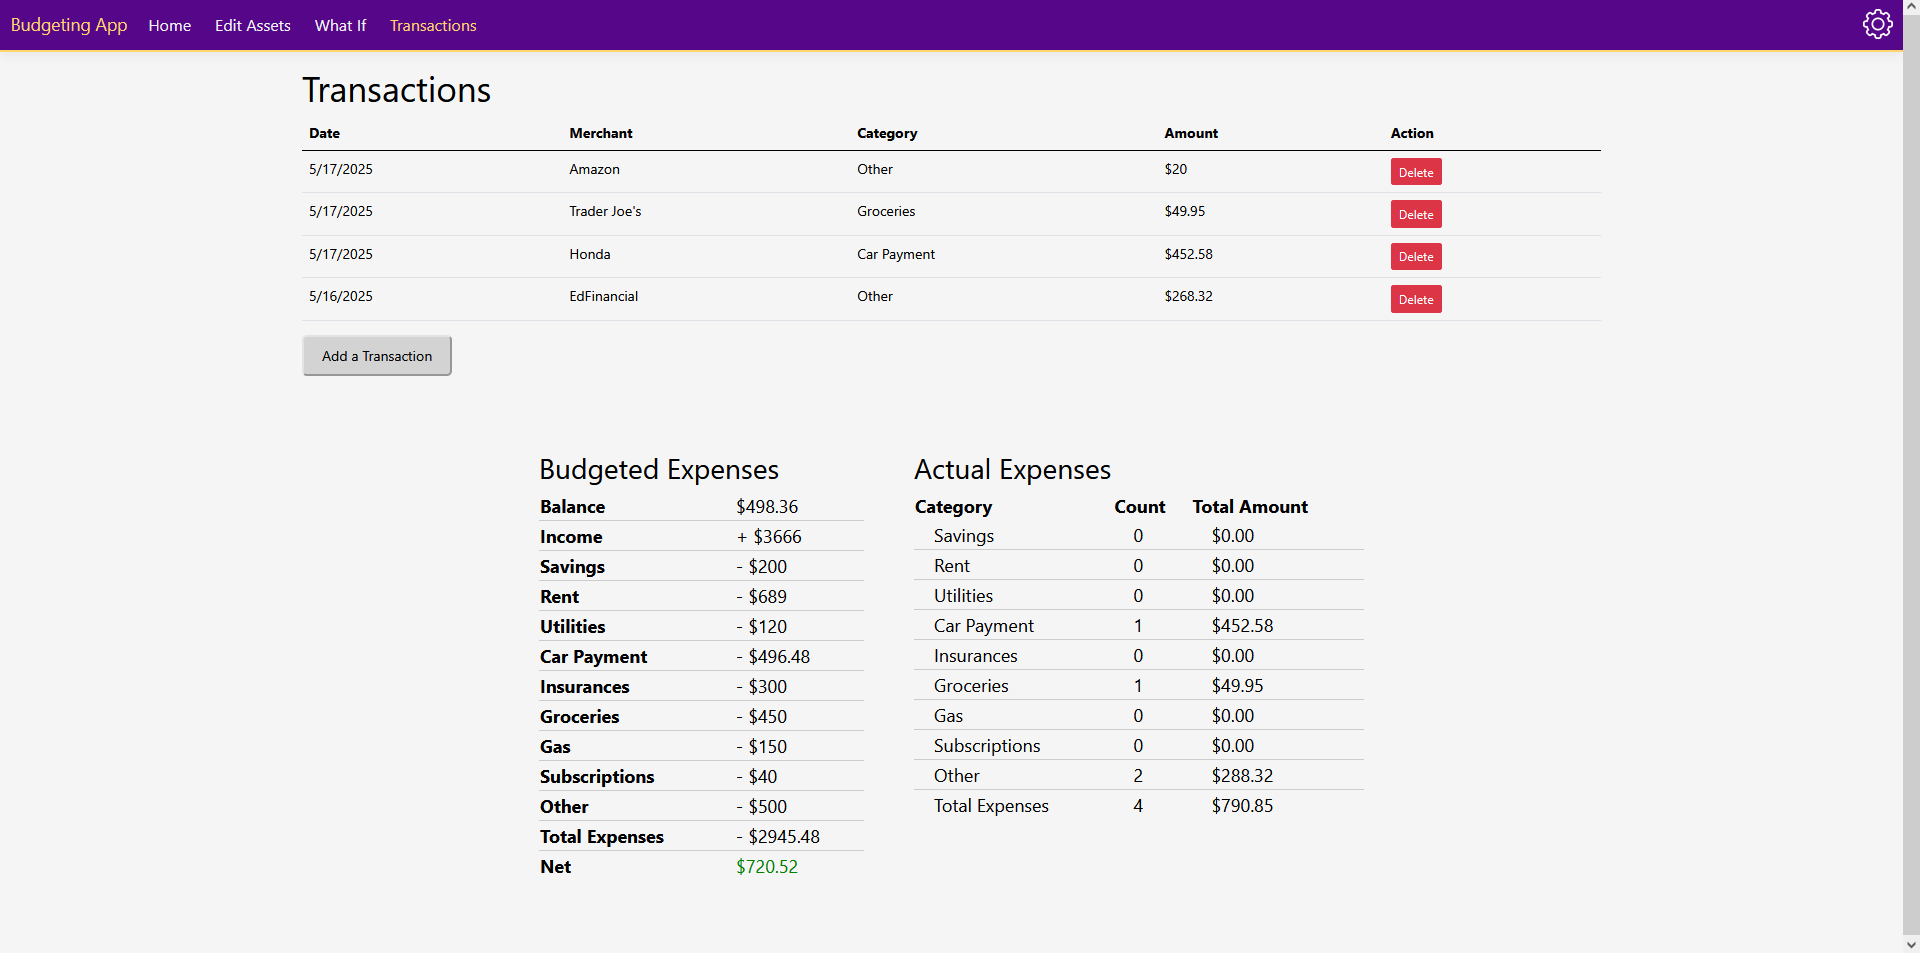 Budgeting App Home Edit Assets What If Transactions
Transactions
Date Merchant Category Amount Action
5/17/2025 Amazon Other $20 Delete
5/17/2025 Trader Joe's Groceries $49.95 Delete
5/17/2025 Honda Car Payment $452.58 Delete
5/16/2025 EdFinancial Other $268.32 Delete
Add a Transaction
Budgeted Expenses
Balance $498.36
Income + $3666
Savings - $200
Rent - $689
Utilities - $120
Car Payment - $496.48
Insurances - $300
Groceries - $450
Gas - $150
Subscriptions - $40
Other - $500
Total Expenses - $2945.48
Net $720.52
Actual Expenses
Category Count Total Amount
Savings 0 $0.00
Rent 0 $0.00
Utilities 0 $0.00
Car Payment 1 $452.58
Insurances 0 $0.00
Groceries 1 $49.95
Gas 0 $0.00
Subscriptions 0 $0.00
Other 2 $288.32
Total Expenses 4 $790.85